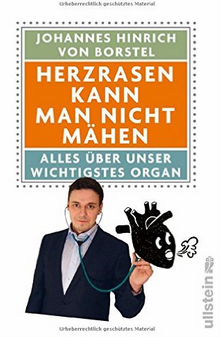 Urheberrechtlich geschütztes Material
JOHANNES HINRICH
VON BORSTEL
HERZRASEN
KANN
MAN NICHT
MÄHEN
ALLES ÜBER UNSER
WICHTIGSTES ORGAN
ullstein
Urheberrechtlich geschütztes Material